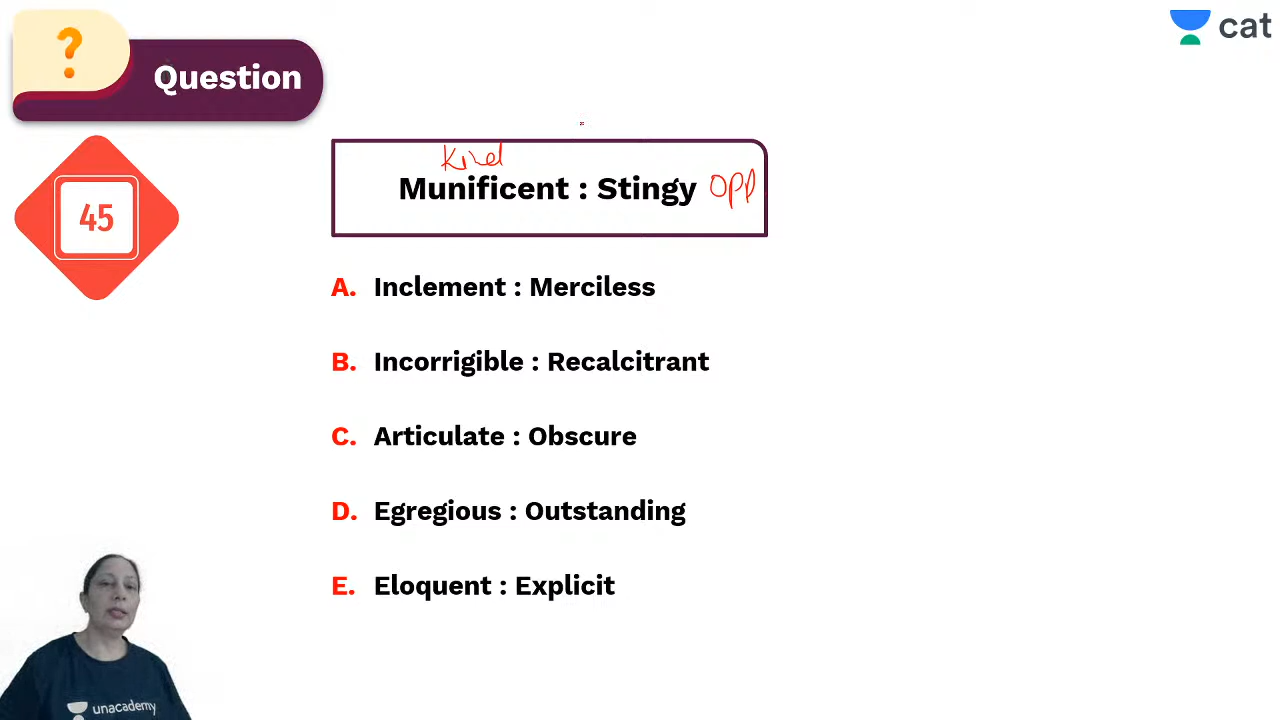 ?
cat
Question
45
Kind
Munificent : Stingy opp
A. Inclement : Merciless
B. Incorrigible : Recalcitrant
C. Articulate : Obscure
D. Egregious : Outstanding
E. Eloquent : Explicit
unacademy